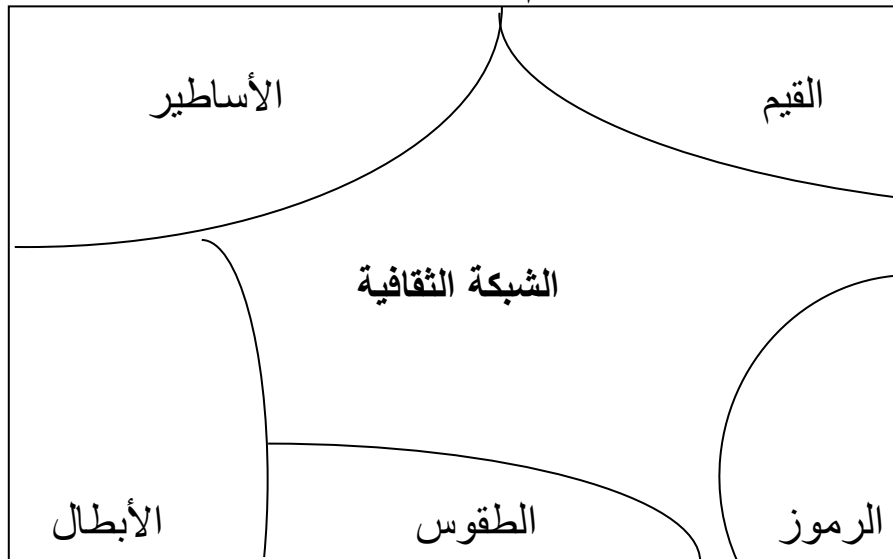 القيم
الأساطير
الشبكة الثقافية
الرموز
الطقوس
الأبطال